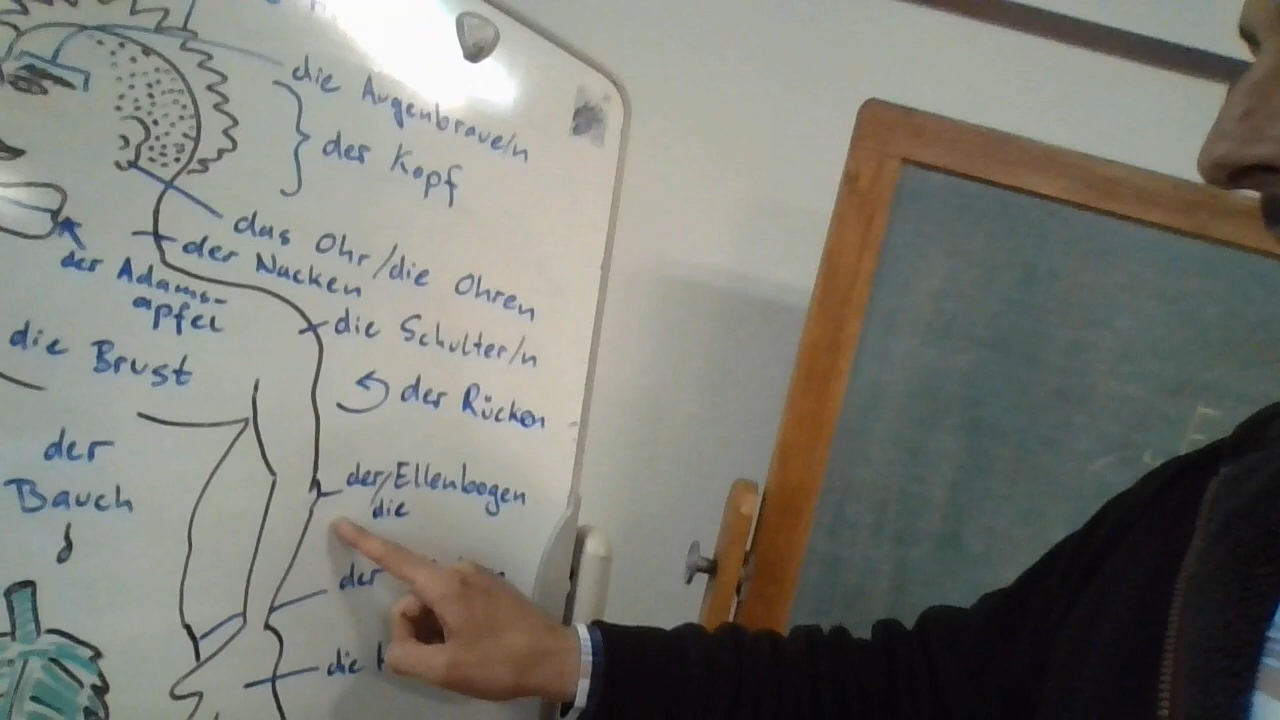 die Augenbraue/n
der Kopf
das Ohr/die Ohren
der Nacken
der Adams-
apfel
die Schulter/n
die Brust
der Rücken
der
Bauch
der/Ellenbogen
die
der
die